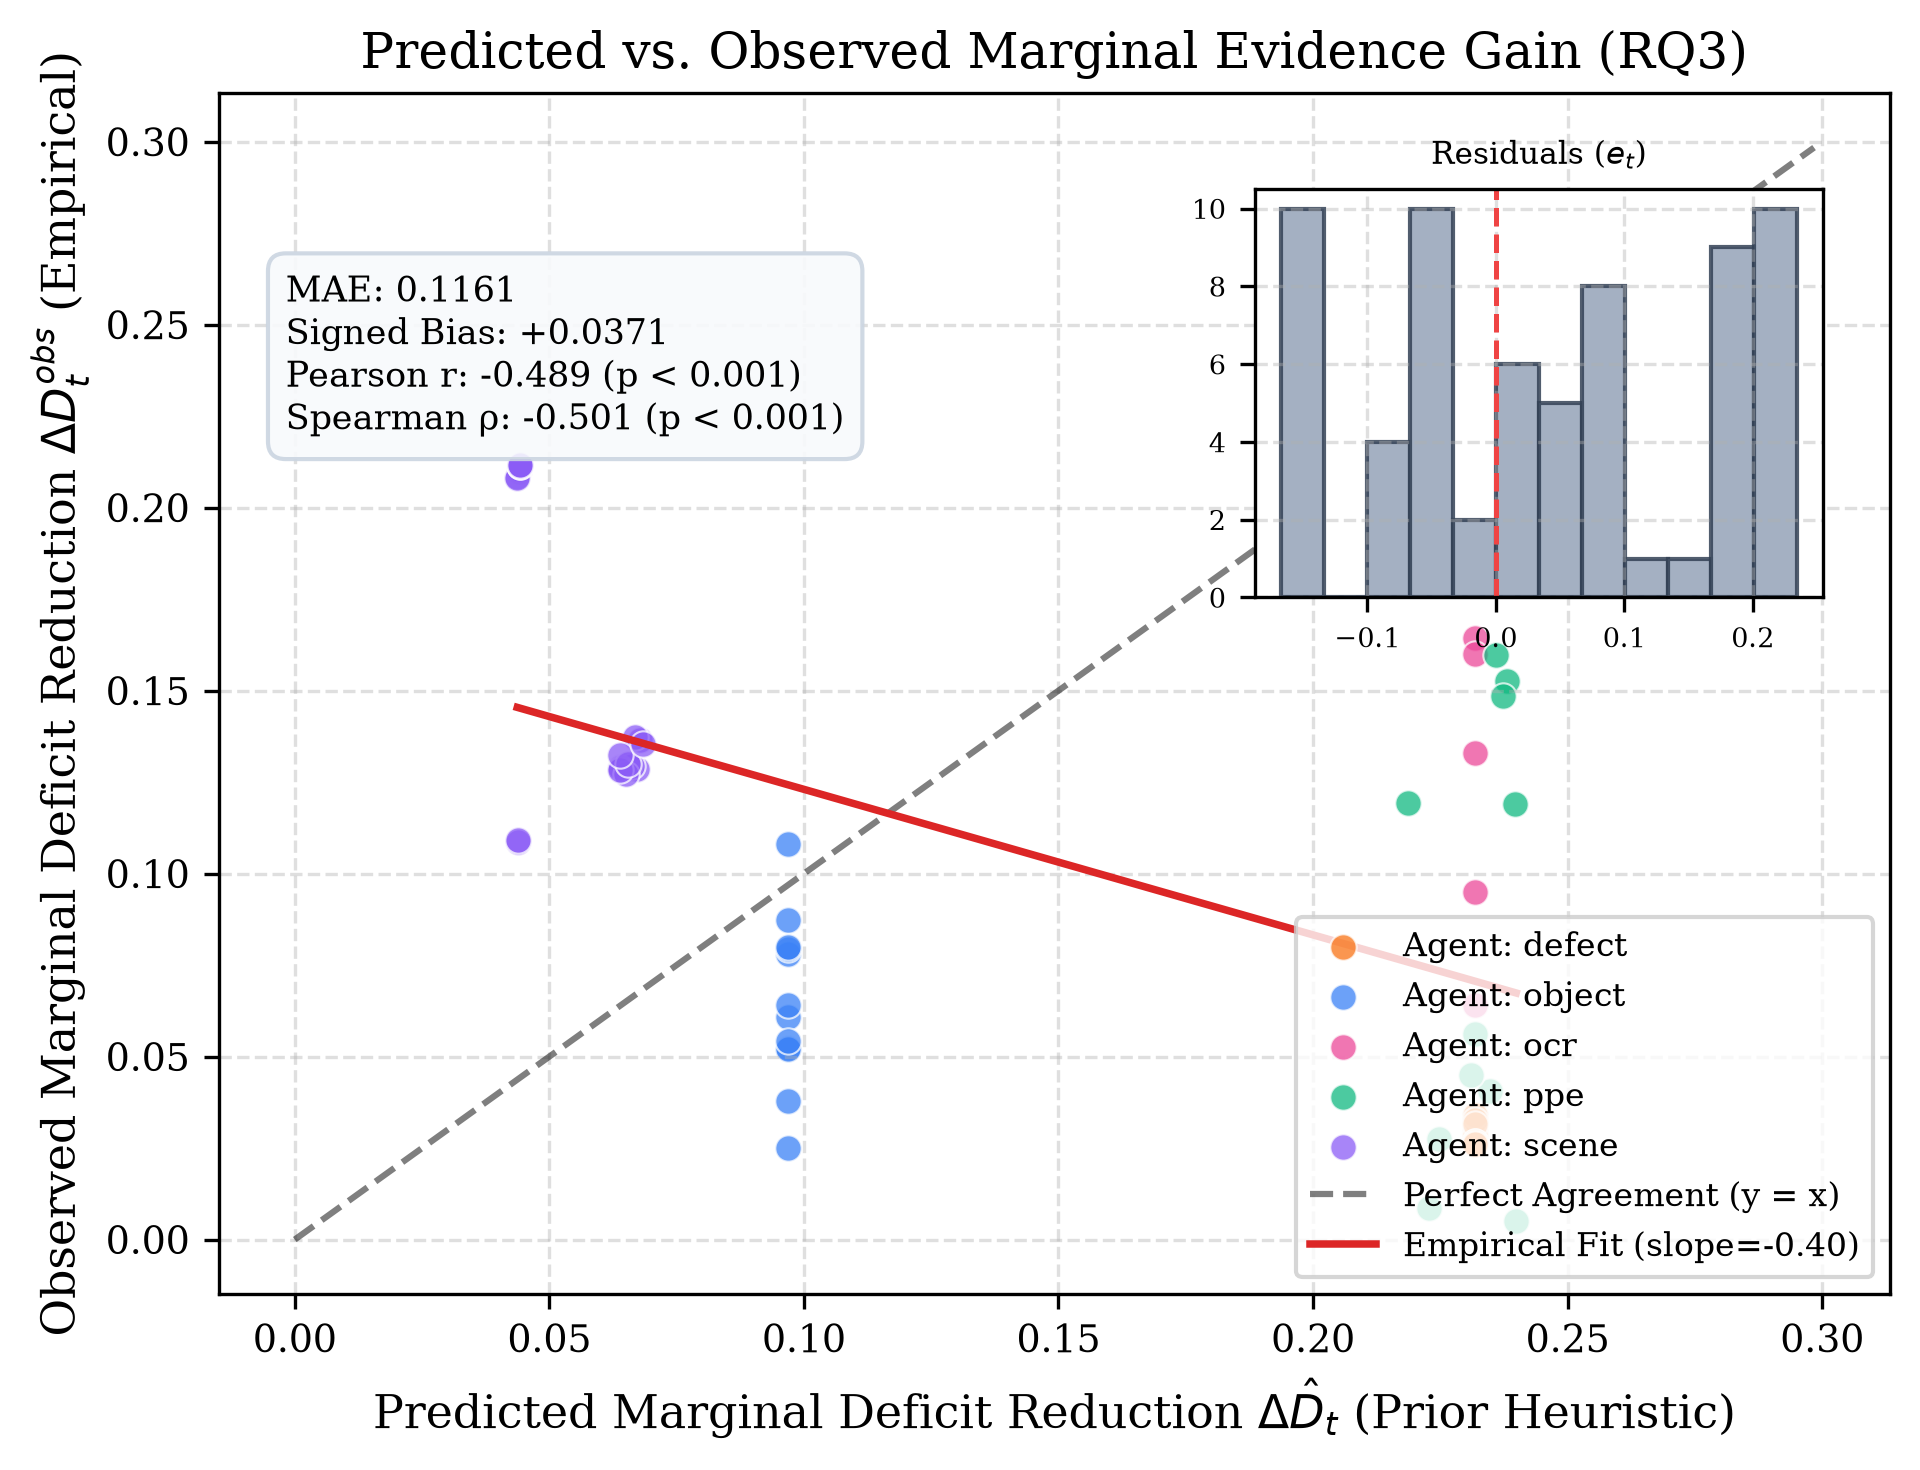 Predicted vs. Observed Marginal Evidence Gain (RQ3)
Observed Marginal Deficit Reduction ΔD_t^obs (Empirical)
0.30
0.25
0.20
0.15
0.10
0.05
0.00
MAE: 0.1161
Signed Bias: +0.0371
Pearson r: -0.489 (p < 0.001)
Spearman ρ: -0.501 (p < 0.001)
Residuals (e_t)
10
8
6
4
2
0
−0.1 0.0 0.1 0.2
Agent: defect
Agent: object
Agent: ocr
Agent: ppe
Agent: scene
Perfect Agreement (y = x)
Empirical Fit (slope=-0.40)
0.00 0.05 0.10 0.15 0.20 0.25 0.30
Predicted Marginal Deficit Reduction ΔD̂_t (Prior Heuristic)